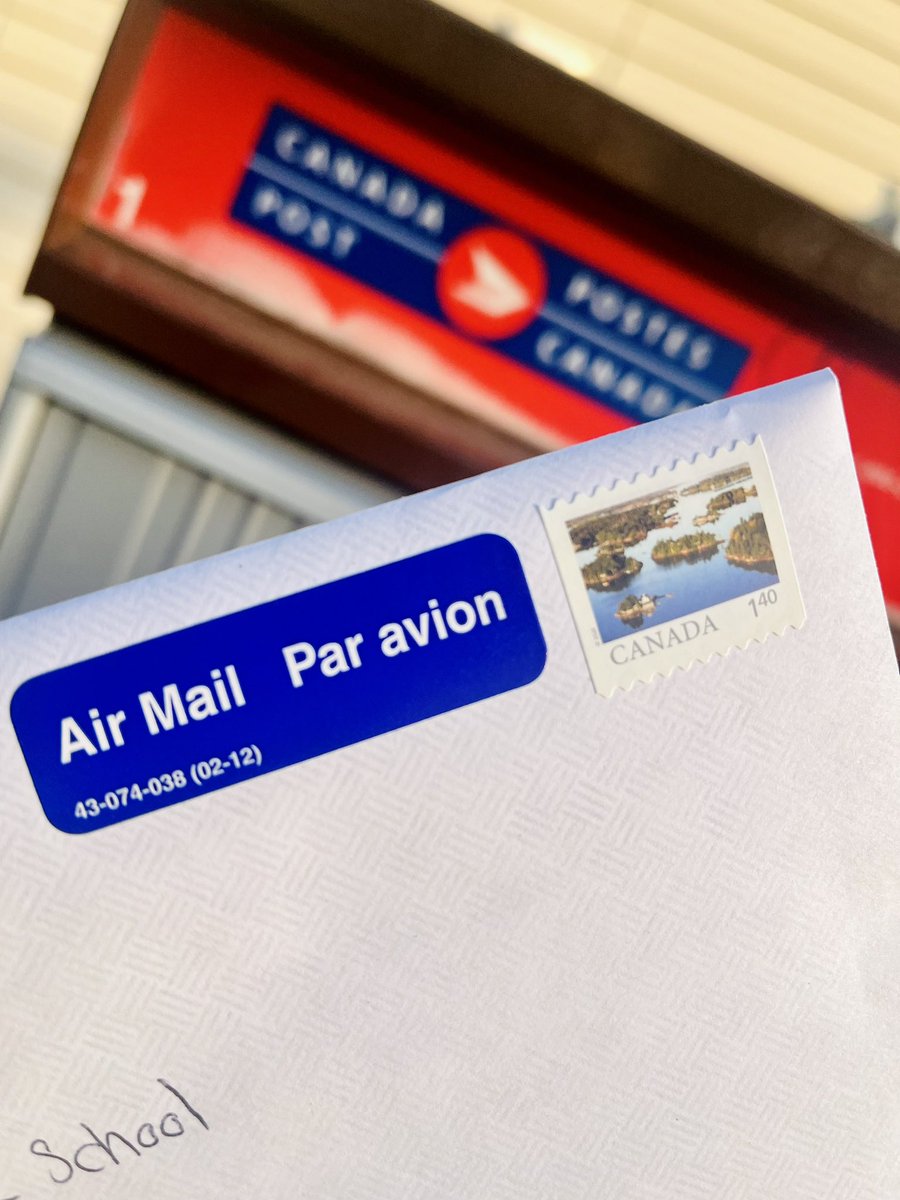 1
CANADA
POST
POSTES
CANADA
Air Mail Par avion
43-074-038 (02-12)
CANADA 1 40
School